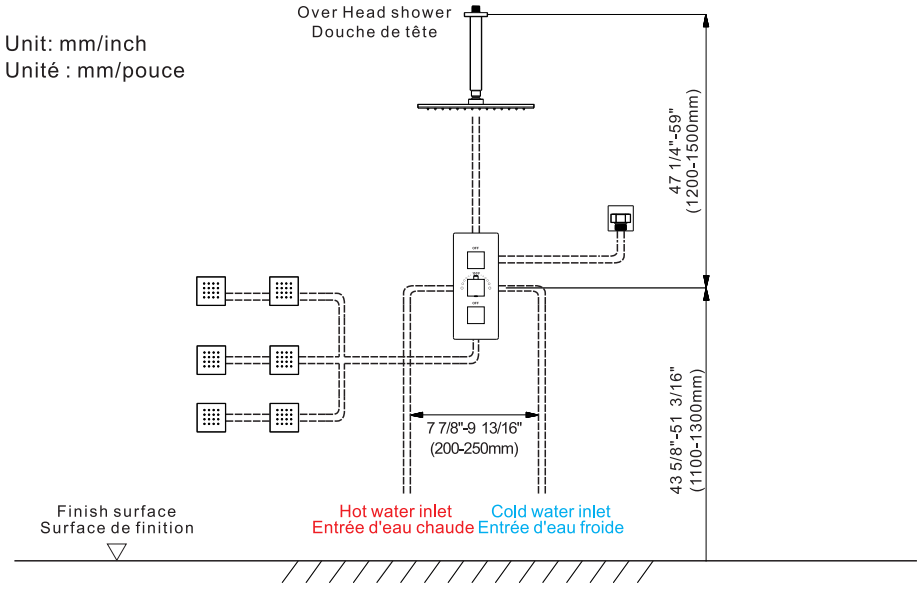 Over Head shower
Douche de tête
Unit: mm/inch
Unité : mm/pouce
47 1/4"-59"
(1200-1500mm)
OFF
OFF
7 7/8"-9 13/16"
(200-250mm)
43 5/8"-51 3/16"
(1100-1300mm)
Hot water inlet
Entrée d'eau chaude
Cold water inlet
Entrée d'eau froide
Finish surface
Surface de finition